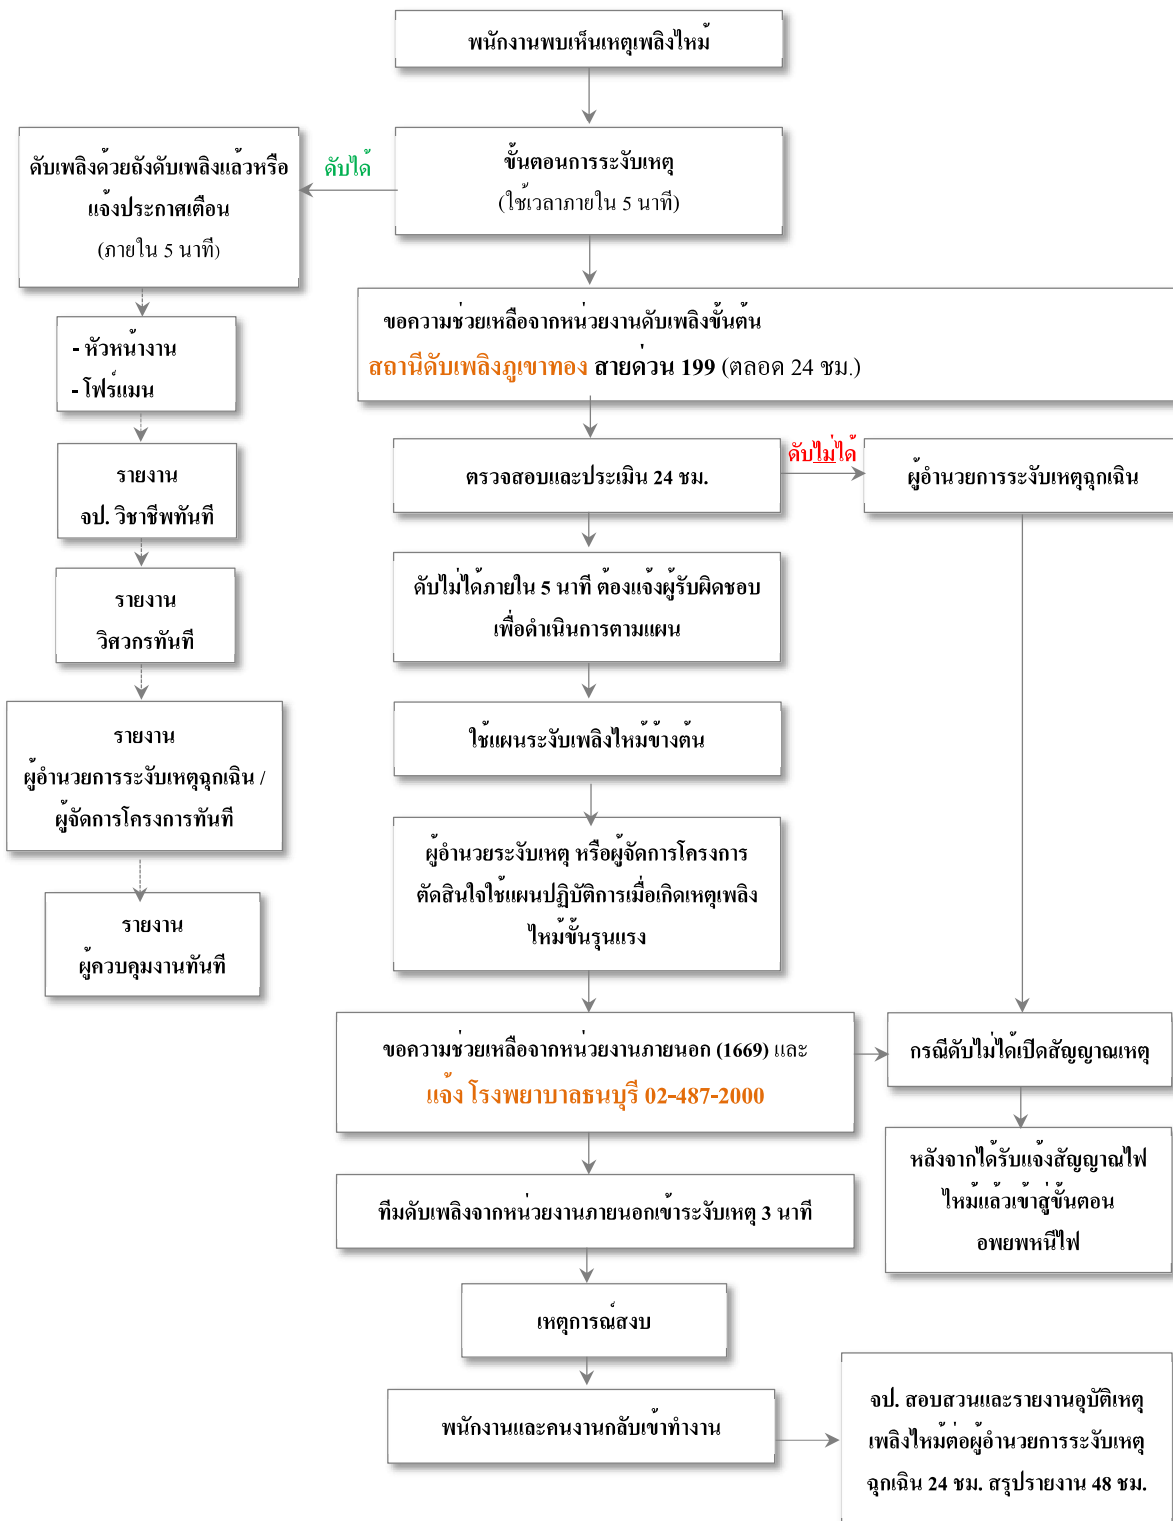 พนักงานพบเห็นเหตุเพลิงไหม้
ดับเพลิงด้วยถังดับเพลิงแล้วหรือ
แจ้งประกาศเตือน
(ภายใน 5 นาที)
ดับได้
ขั้นตอนการระงับเหตุ
(ใช้เวลาภายใน 5 นาที)
ขอความช่วยเหลือจากหน่วยงานดับเพลิงขั้นต้น
สถานีดับเพลิงภูเขาทอง สายด่วน 199 (ตลอด 24 ชม.)
- หัวหน้างาน
- โฟร์แมน
ตรวจสอบและประเมิน 24 ชม.
ดับไม่ได้
ผู้อำนวยการระงับเหตุฉุกเฉิน
รายงาน
จป. วิชาชีพทันที
ดับไม่ได้ภายใน 5 นาที ต้องแจ้งผู้รับผิดชอบ
เพื่อดำเนินการตามแผน
รายงาน
วิศวกรทันที
ใช้แผนระงับเพลิงไหม้ข้างต้น
รายงาน
ผู้อำนวยการระงับเหตุฉุกเฉิน /
ผู้จัดการโครงการทันที
ผู้อำนวยระงับเหตุ หรือผู้จัดการโครงการ
ตัดสินใจใช้แผนปฏิบัติการเมื่อเกิดเหตุเพลิง
ไหม้ขั้นรุนแรง
รายงาน
ผู้ควบคุมงานทันที
ขอความช่วยเหลือจากหน่วยงานภายนอก (1669) และ
แจ้ง โรงพยาบาลธนบุรี 02-487-2000
กรณีดับไม่ได้เปิดสัญญาณเหตุ
หลังจากได้รับแจ้งสัญญาณไฟ
ไหม้แล้วเข้าสู่ขั้นตอน
อพยพหนีไฟ
ทีมดับเพลิงจากหน่วยงานภายนอกเข้าระงับเหตุ 3 นาที
เหตุการณ์สงบ
พนักงานและคนงานกลับเข้าทำงาน
จป. สอบสวนและรายงานอุบัติเหตุ
เพลิงไหม้ต่อผู้อำนวยการระงับเหตุ
ฉุกเฉิน 24 ชม. สรุปรายงาน 48 ชม.